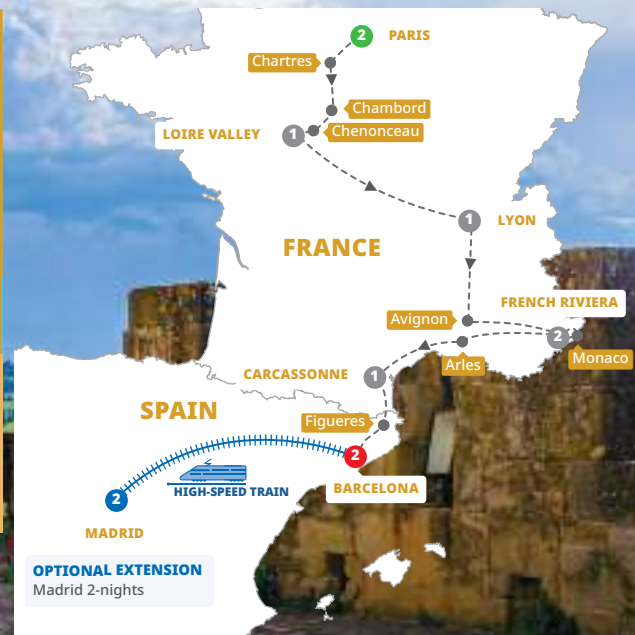 2
PARIS
Chartres
Chambord
LOIRE VALLEY
1
Chenonceau
1
LYON
FRANCE
FRENCH RIVIERA
Avignon
2
Monaco
Arles
CARCASSONNE
1
SPAIN
Figueres
2
HIGH-SPEED TRAIN
BARCELONA
2
MADRID
OPTIONAL EXTENSION
Madrid 2-nights